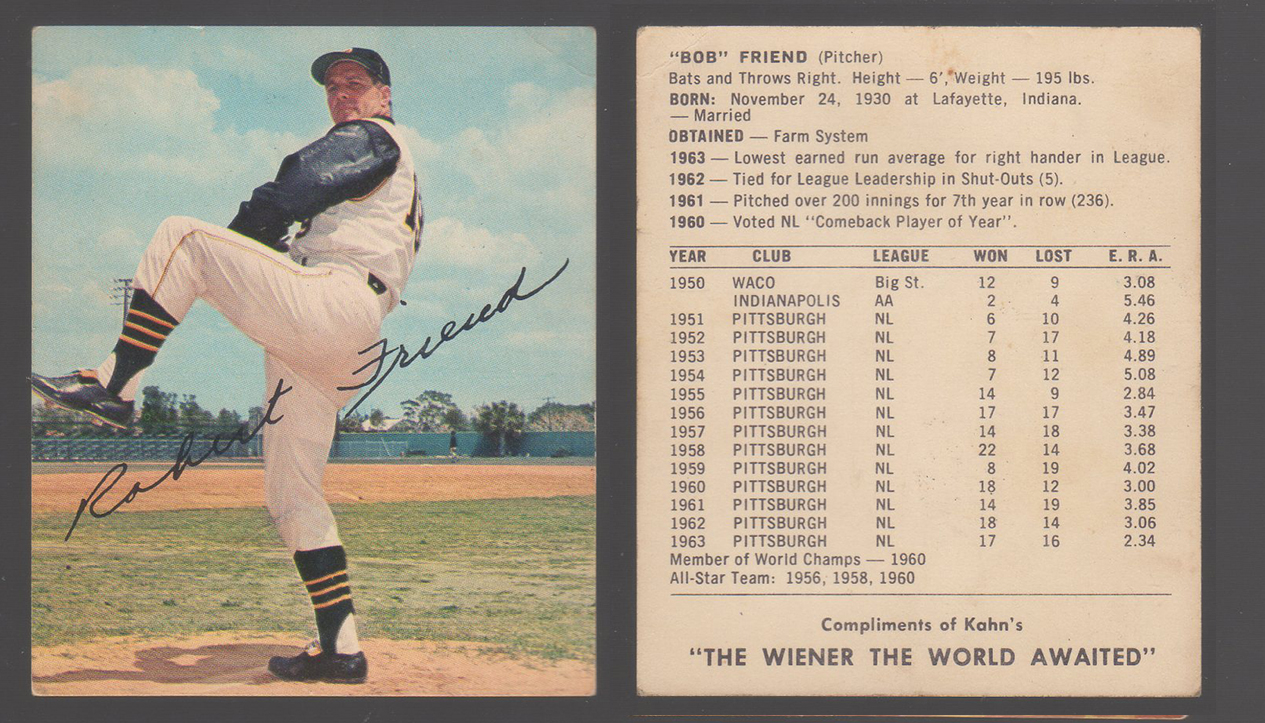 Robert Friend
"BOB" FRIEND (Pitcher)
Bats and Throws Right. Height — 6', Weight — 195 lbs.
BORN: November 24, 1930 at Lafayette, Indiana.
— Married
OBTAINED — Farm System
1963 — Lowest earned run average for right hander in League.
1962 — Tied for League Leadership in Shut-Outs (5).
1961 — Pitched over 200 innings for 7th year in row (236).
1960 — Voted NL "Comeback Player of Year".
YEAR CLUB LEAGUE WON LOST E. R. A.
1950 WACO Big St. 12 9 3.08
INDIANAPOLIS AA 2 4 5.46
1951 PITTSBURGH NL 6 10 4.26
1952 PITTSBURGH NL 7 17 4.18
1953 PITTSBURGH NL 8 11 4.89
1954 PITTSBURGH NL 7 12 5.08
1955 PITTSBURGH NL 14 9 2.84
1956 PITTSBURGH NL 17 17 3.47
1957 PITTSBURGH NL 14 18 3.38
1958 PITTSBURGH NL 22 14 3.68
1959 PITTSBURGH NL 8 19 4.02
1960 PITTSBURGH NL 18 12 3.00
1961 PITTSBURGH NL 14 19 3.85
1962 PITTSBURGH NL 18 14 3.06
1963 PITTSBURGH NL 17 16 2.34
Member of World Champs — 1960
All-Star Team: 1956, 1958, 1960
Compliments of Kahn's
"THE WIENER THE WORLD AWAITED"